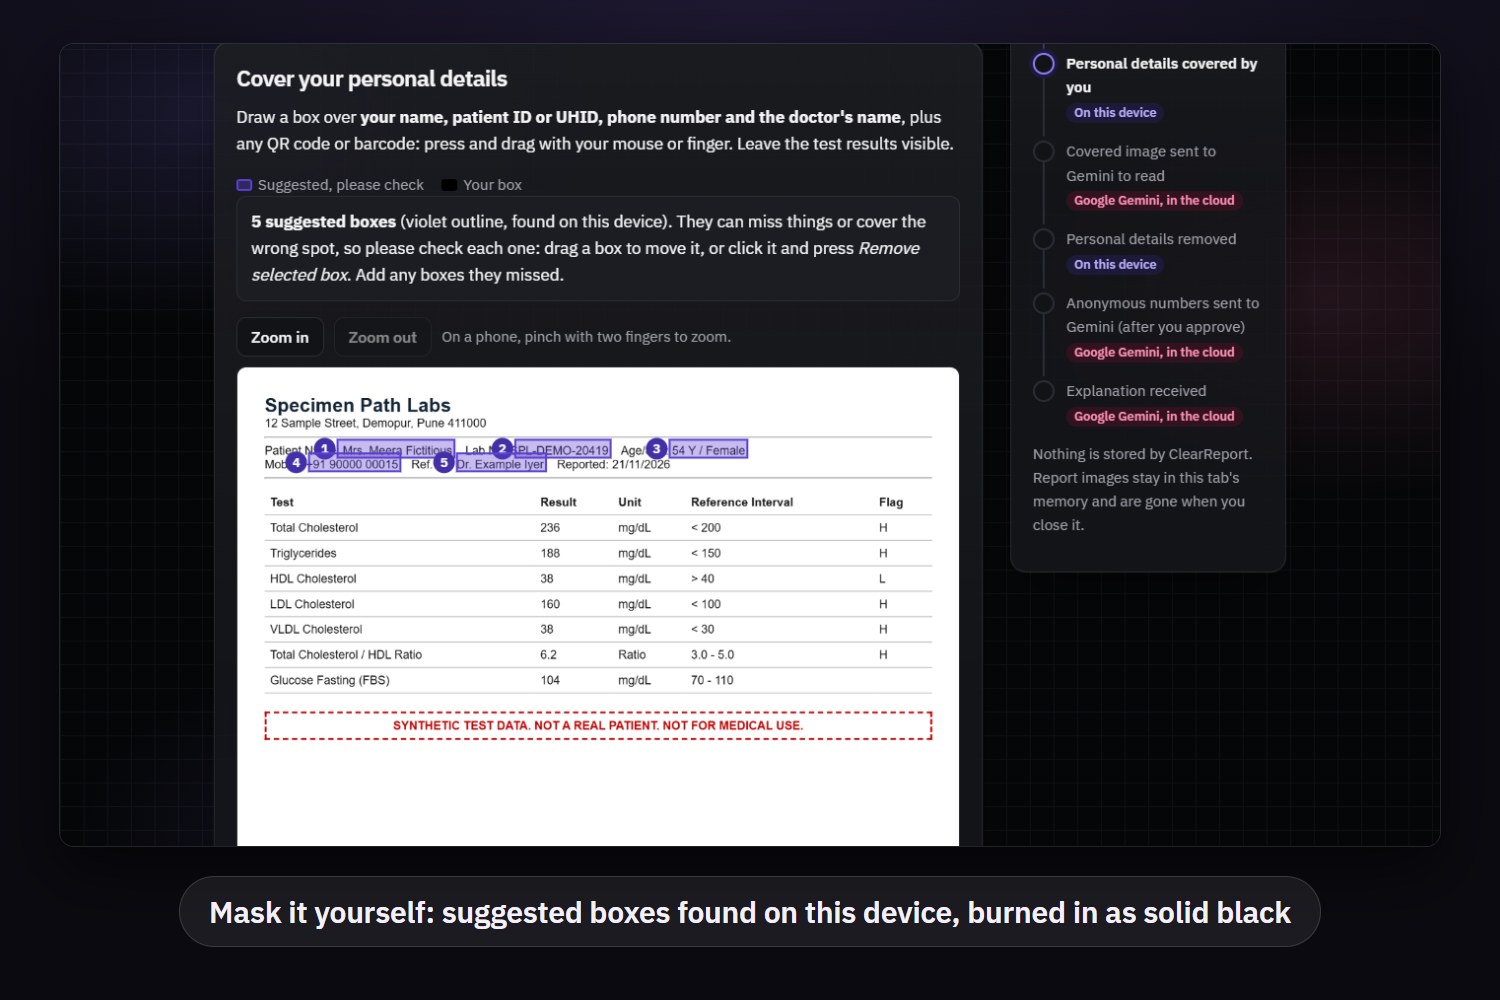 Cover your personal details
Draw a box over your name, patient ID or UHID, phone number and the doctor's name, plus
any QR code or barcode: press and drag with your mouse or finger. Leave the test results visible.
Suggested, please check Your box
5 suggested boxes (violet outline, found on this device). They can miss things or cover the
wrong spot, so please check each one: drag a box to move it, or click it and press Remove
selected box. Add any boxes they missed.
Zoom in Zoom out On a phone, pinch with two fingers to zoom.
Specimen Path Labs
12 Sample Street, Demopur, Pune 411000
Patient 1 Mrs. Meera Fictitious Lab 2 SPL-DEMO-20419 Age/ 3 54 Y / Female
4 +91 90000 00015 Ref. 5 Dr. Example Iyer Reported: 21/11/2026
Test Result Unit Reference Interval Flag
Total Cholesterol 236 mg/dL < 200 H
Triglycerides 188 mg/dL < 150 H
HDL Cholesterol 38 mg/dL > 40 L
LDL Cholesterol 160 mg/dL < 100 H
VLDL Cholesterol 38 mg/dL < 30 H
Total Cholesterol / HDL Ratio 6.2 Ratio 3.0 - 5.0 H
Glucose Fasting (FBS) 104 mg/dL 70 - 110
SYNTHETIC TEST DATA. NOT A REAL PATIENT. NOT FOR MEDICAL USE.
Personal details covered by
you
On this device
Covered image sent to
Gemini to read
Google Gemini, in the cloud
Personal details removed
On this device
Anonymous numbers sent to
Gemini (after you approve)
Google Gemini, in the cloud
Explanation received
Google Gemini, in the cloud
Nothing is stored by ClearReport.
Report images stay in this tab's
memory and are gone when you
close it.
Mask it yourself: suggested boxes found on this device, burned in as solid black